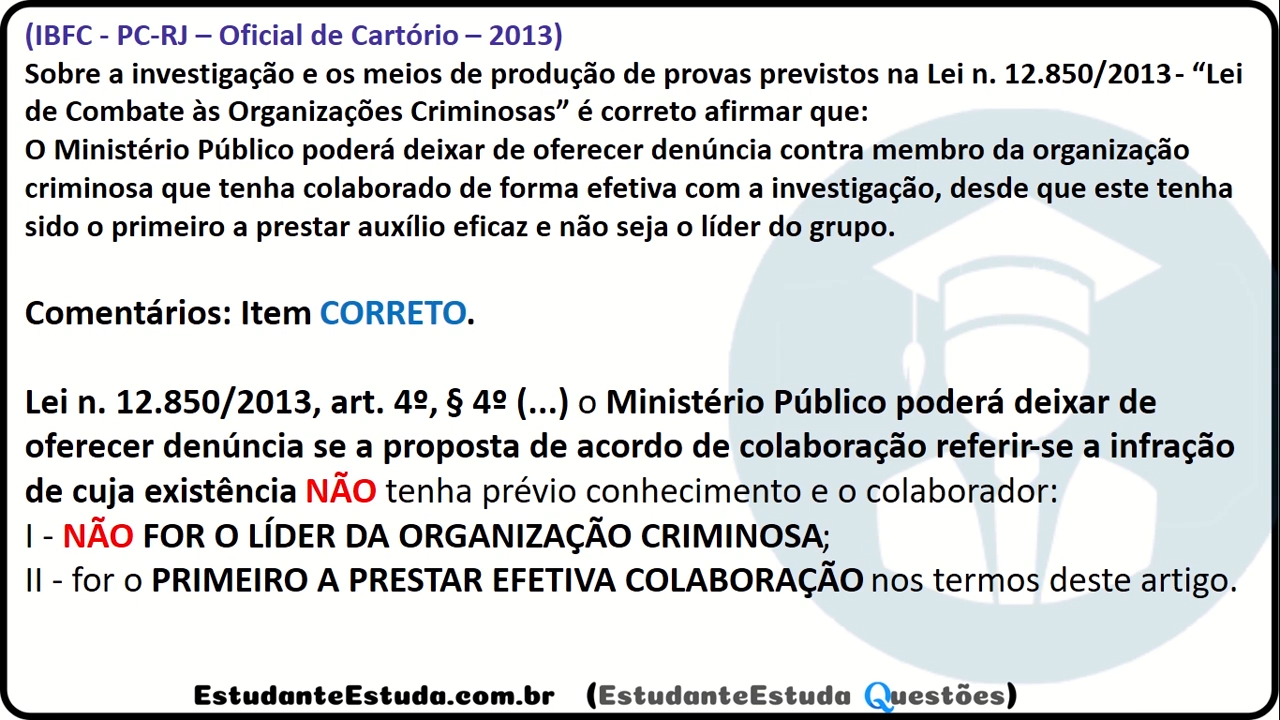 (IBFC - PC-RJ – Oficial de Cartório – 2013)
Sobre a investigação e os meios de produção de provas previstos na Lei n. 12.850/2013- “Lei
de Combate às Organizações Criminosas” é correto afirmar que:
O Ministério Público poderá deixar de oferecer denúncia contra membro da organização
criminosa que tenha colaborado de forma efetiva com a investigação, desde que este tenha
sido o primeiro a prestar auxílio eficaz e não seja o líder do grupo.
Comentários: Item CORRETO.
Lei n. 12.850/2013, art. 4º, § 4º (...) o Ministério Público poderá deixar de
oferecer denúncia se a proposta de acordo de colaboração referir-se a infração
de cuja existência NÃO tenha prévio conhecimento e o colaborador:
I - NÃO FOR O LÍDER DA ORGANIZAÇÃO CRIMINOSA;
II - for o PRIMEIRO A PRESTAR EFETIVA COLABORAÇÃO nos termos deste artigo.
EstudanteEstuda.com.br (EstudanteEstuda Questões)